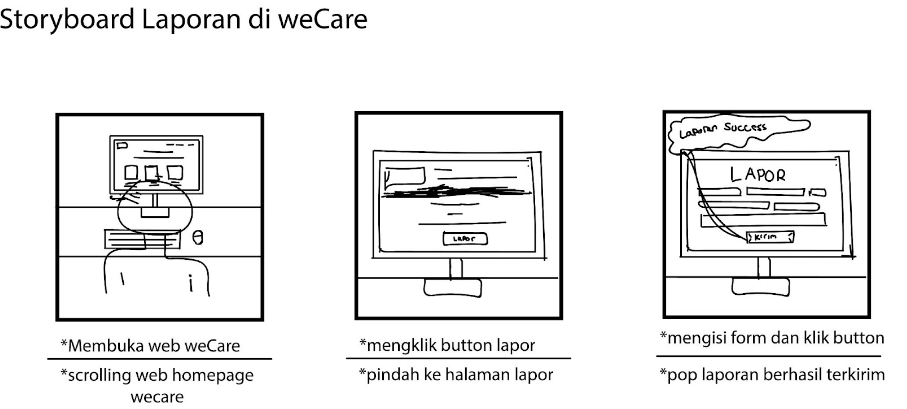 Storyboard Laporan di weCare
Laporan Success
LAPOR
LAPOR
KIRIM
*Membuka web weCare
*scrolling web homepage
wecare
*mengklik button lapor
*pindah ke halaman lapor
*mengisi form dan klik button
*pop laporan berhasil terkirim